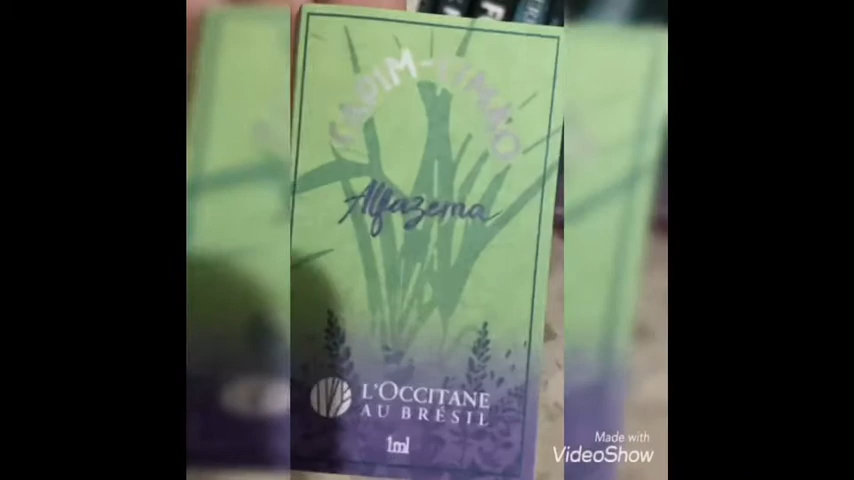 CAPIM-LIMÃO
Alfazema
L'OCCITANE
AU BRÉSIL
1ml
Made with
VideoShow